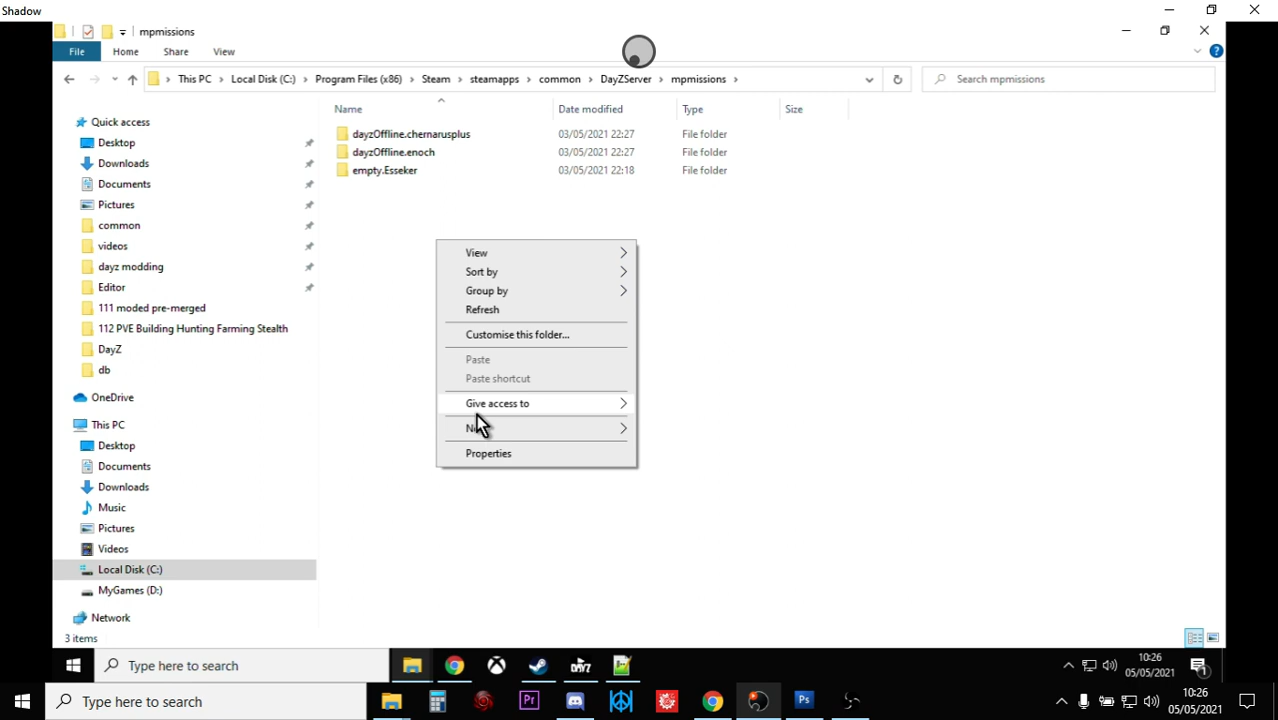 Shadow
mpmissions
File Home Share View
This PC > Local Disk (C:) > Program Files (x86) > Steam > steamapps > common > DayZServer > mpmissions >
Search mpmissions
Name Date modified Type Size
Quick access
Desktop
Downloads
Documents
Pictures
common
videos
dayz modding
Editor
111 moded pre-merged
112 PVE Building Hunting Farming Stealth
DayZ
db
OneDrive
This PC
Desktop
Documents
Downloads
Music
Pictures
Videos
Local Disk (C:)
MyGames (D:)
Network
dayzOffline.chernarusplus 03/05/2021 22:27 File folder
dayzOffline.enoch 03/05/2021 22:27 File folder
empty.Esseker 03/05/2021 22:18 File folder
View
Sort by
Group by
Refresh
Customise this folder...
Paste
Paste shortcut
Give access to
Properties
3 items
Type here to search
10:26
05/05/2021
Type here to search
10:26
05/05/2021